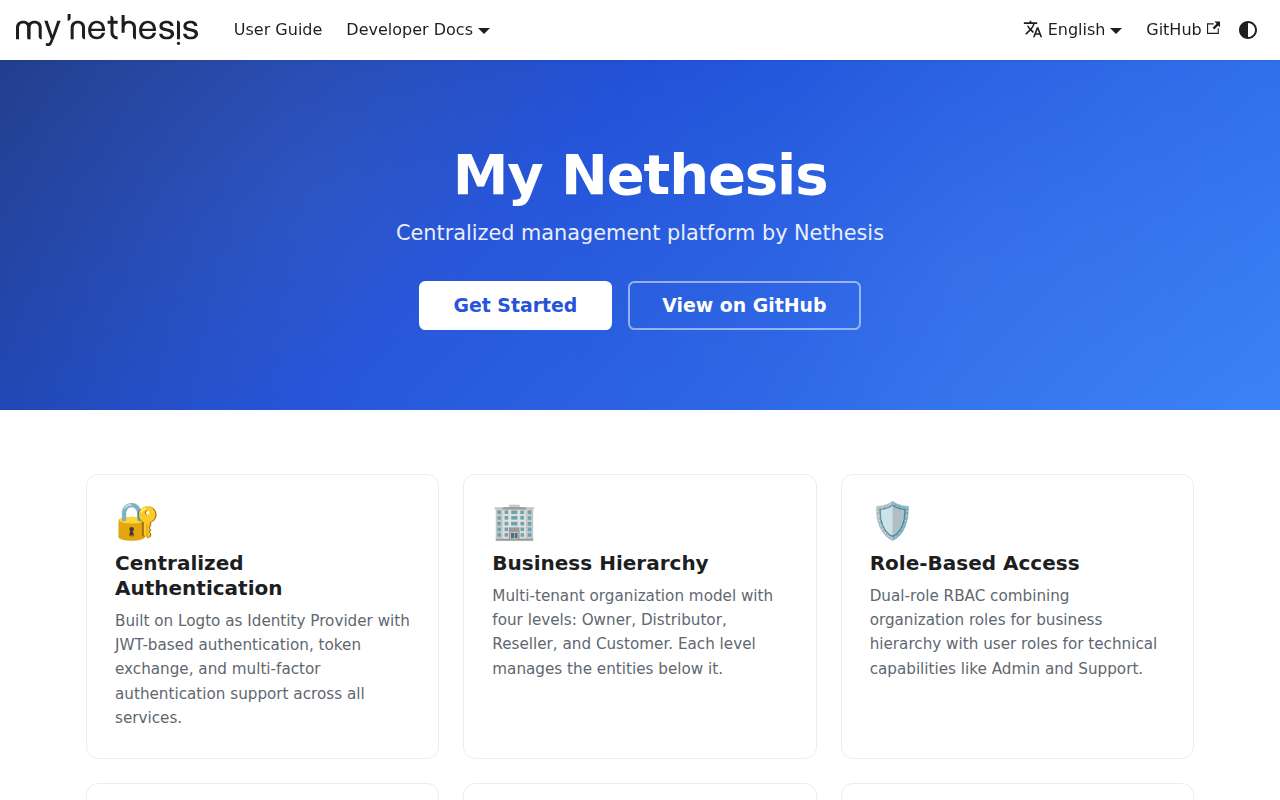 my'nethesis
User Guide
Developer Docs
English
GitHub
My Nethesis
Centralized management platform by Nethesis
Get Started
View on GitHub
Centralized
Authentication
Built on Logto as Identity Provider with
JWT-based authentication, token
exchange, and multi-factor
authentication support across all
services.
Business Hierarchy
Multi-tenant organization model with
four levels: Owner, Distributor,
Reseller, and Customer. Each level
manages the entities below it.
Role-Based Access
Dual-role RBAC combining
organization roles for business
hierarchy with user roles for technical
capabilities like Admin and Support.